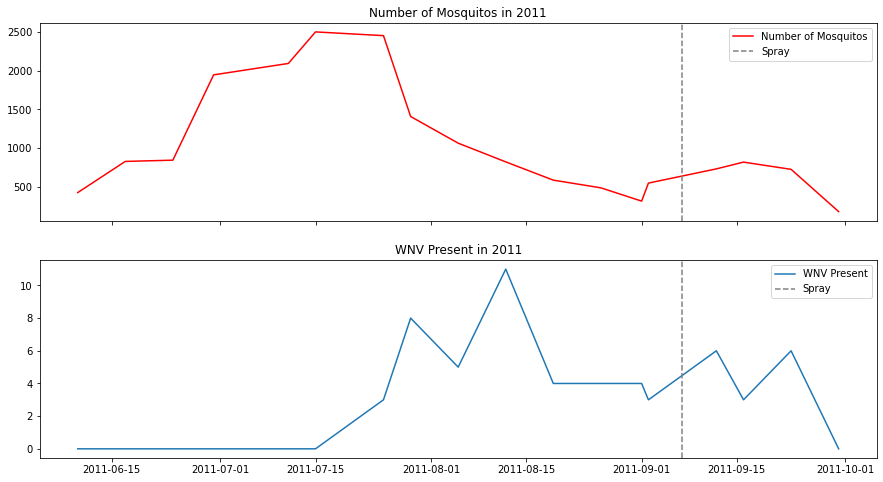 Number of Mosquitos in 2011
2500
2000
1500
1000
500
Number of Mosquitos
Spray
WNV Present in 2011
10
8
6
4
2
0
WNV Present
Spray
2011-06-15 2011-07-01 2011-07-15 2011-08-01 2011-08-15 2011-09-01 2011-09-15 2011-10-01